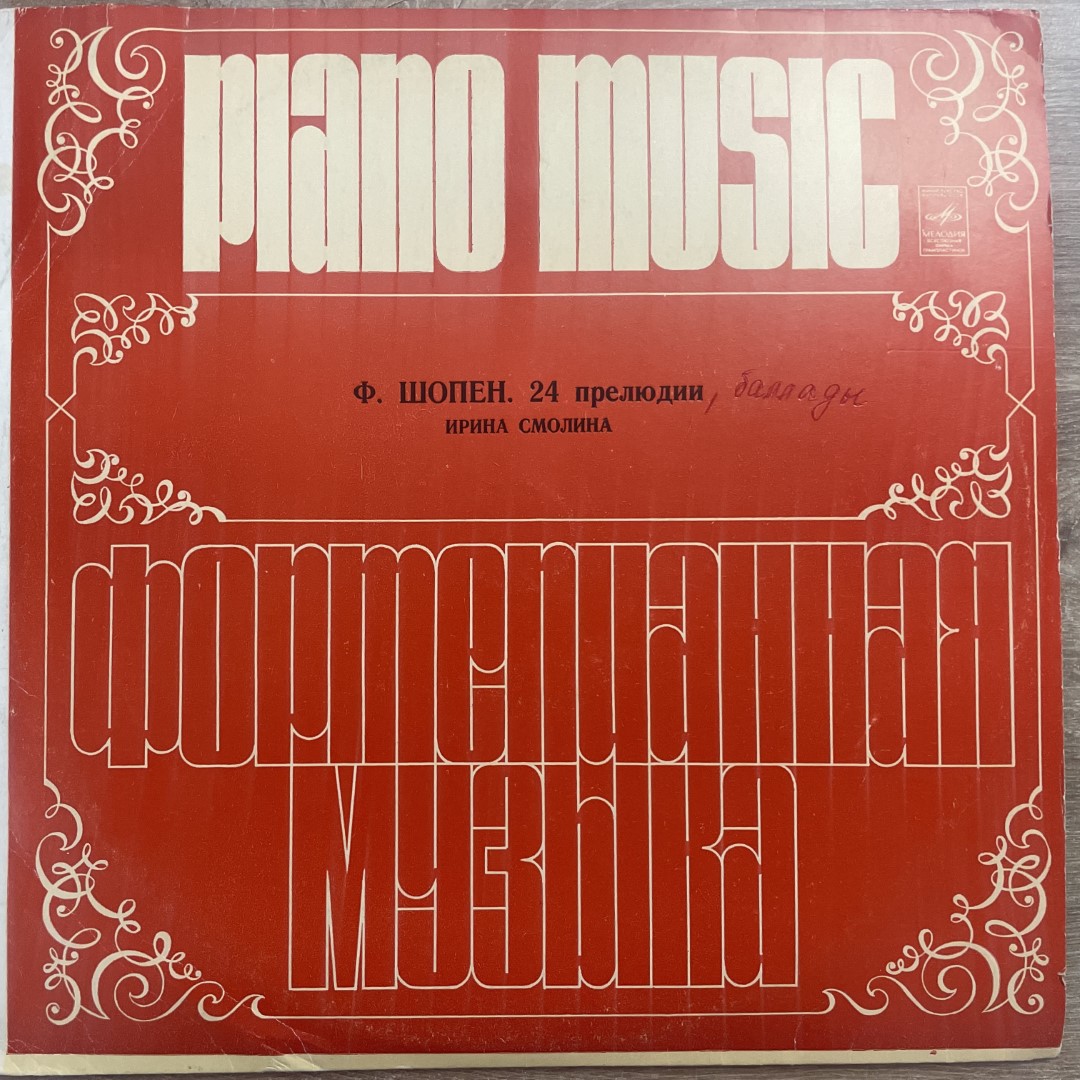 PIANO MUSIC
МЕЛОДИЯ
Ф. ШОПЕН. 24 прелюдии, баллады
ИРИНА СМОЛИНА
Фортепианная
музыка